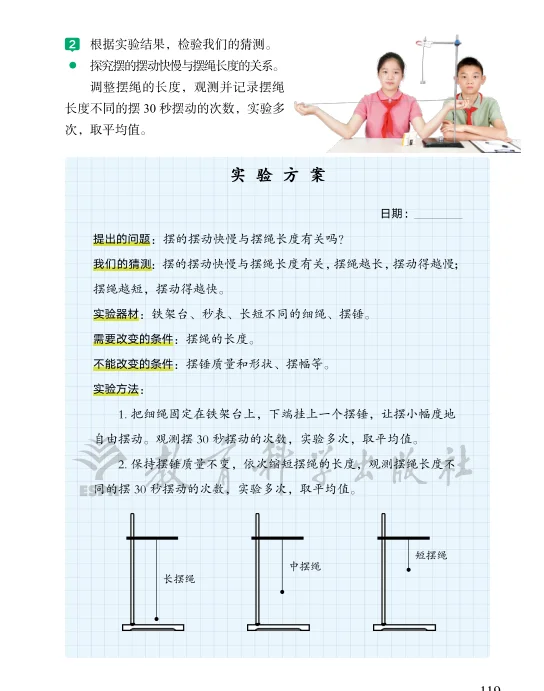 2 根据实验结果，检验我们的猜测。
● 探究摆的摆动快慢与摆绳长度的关系。
调整摆绳的长度，观测并记录摆绳
长度不同的摆 30 秒摆动的次数，实验多
次，取平均值。
实验方案
日期：________
提出的问题：摆的摆动快慢与摆绳长度有关吗？
我们的猜测：摆的摆动快慢与摆绳长度有关，摆绳越长，摆动得越慢；
摆绳越短，摆动得越快。
实验器材：铁架台、秒表、长短不同的细绳、摆锤。
需要改变的条件：摆绳的长度。
不能改变的条件：摆锤质量和形状、摆幅等。
实验方法：
1. 把细绳固定在铁架台上，下端挂上一个摆锤，让摆小幅度地
自由摆动。观测摆 30 秒摆动的次数，实验多次，取平均值。
2. 保持摆锤质量不变，依次缩短摆绳的长度，观测摆绳长度不
同的摆 30 秒摆动的次数，实验多次，取平均值。
教育科学出版社
长摆绳
中摆绳
短摆绳